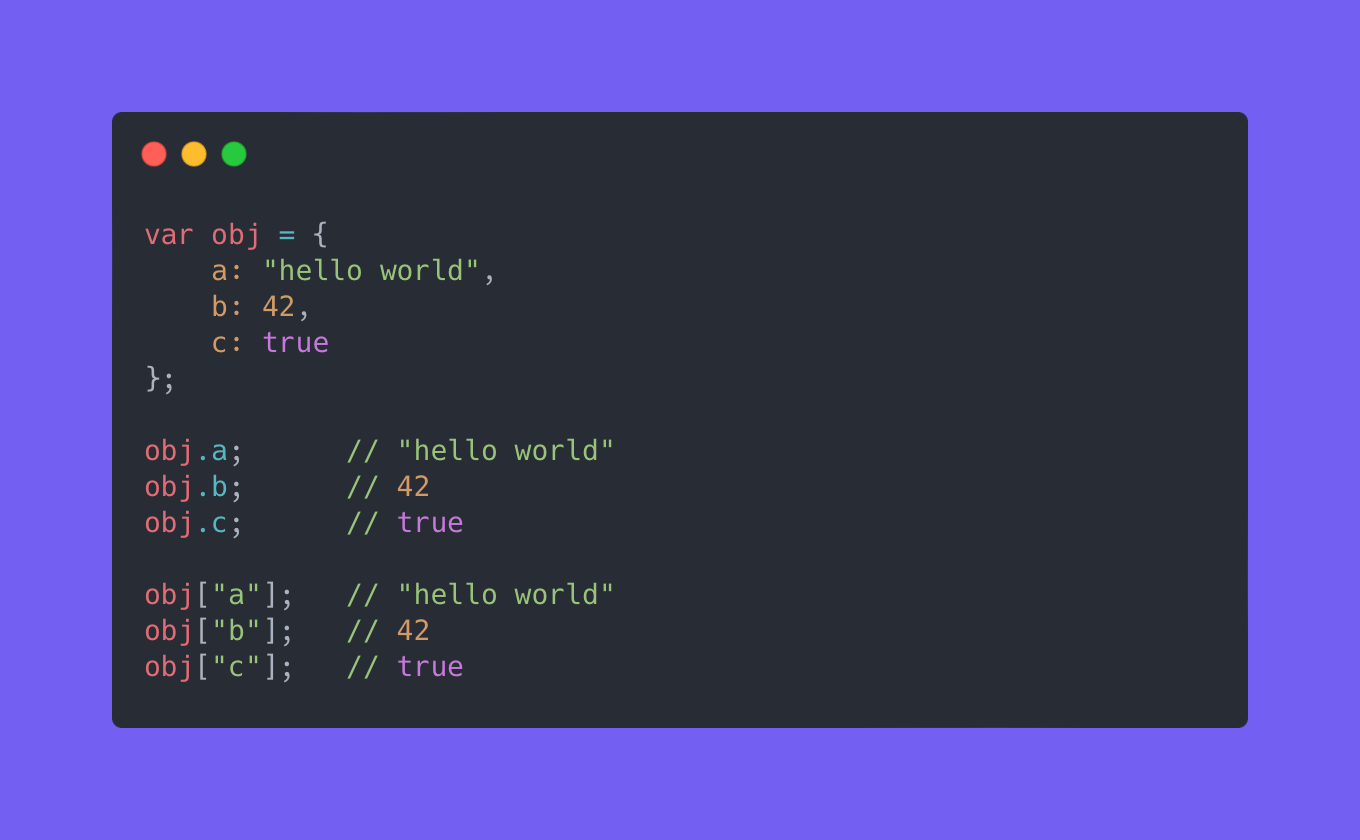 var obj = {
    a: "hello world",
    b: 42,
    c: true
};

obj.a;      // "hello world"
obj.b;      // 42
obj.c;      // true

obj["a"];   // "hello world"
obj["b"];   // 42
obj["c"];   // true